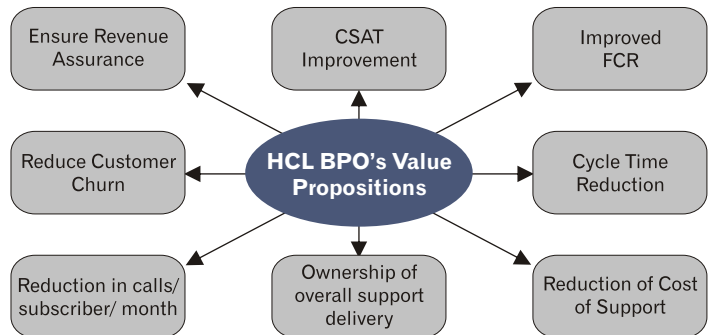 Ensure Revenue
Assurance
CSAT
Improvement
Improved
FCR
Reduce Customer
Churn
HCL BPO's Value
Propositions
Cycle Time
Reduction
Reduction in calls/
subscriber/ month
Ownership of
overall support
delivery
Reduction of Cost
of Support